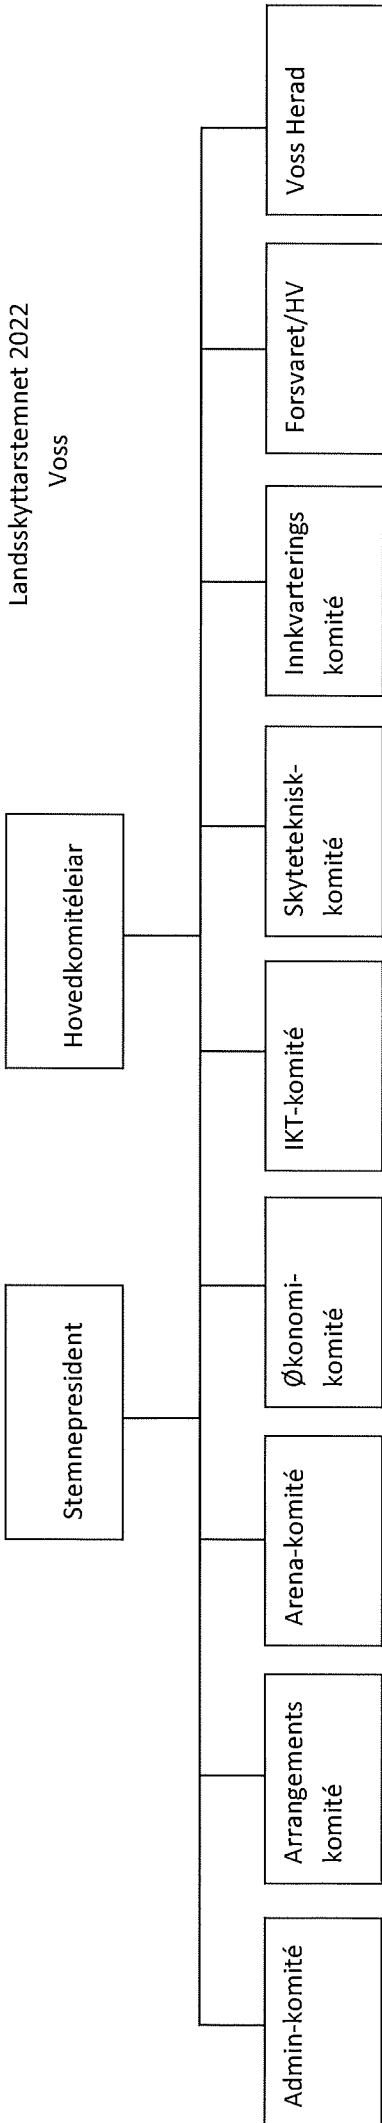 Landsskyttarstemnet 2022
Voss
Stemnepresident
Hovedkomitéleiar
Admin-komité
Arrangements
komité
Arena-komité
Økonomi-
komité
IKT-komité
Skyteteknisk-
komité
Innkvarterings
komité
Forsvaret/HV
Voss Herad